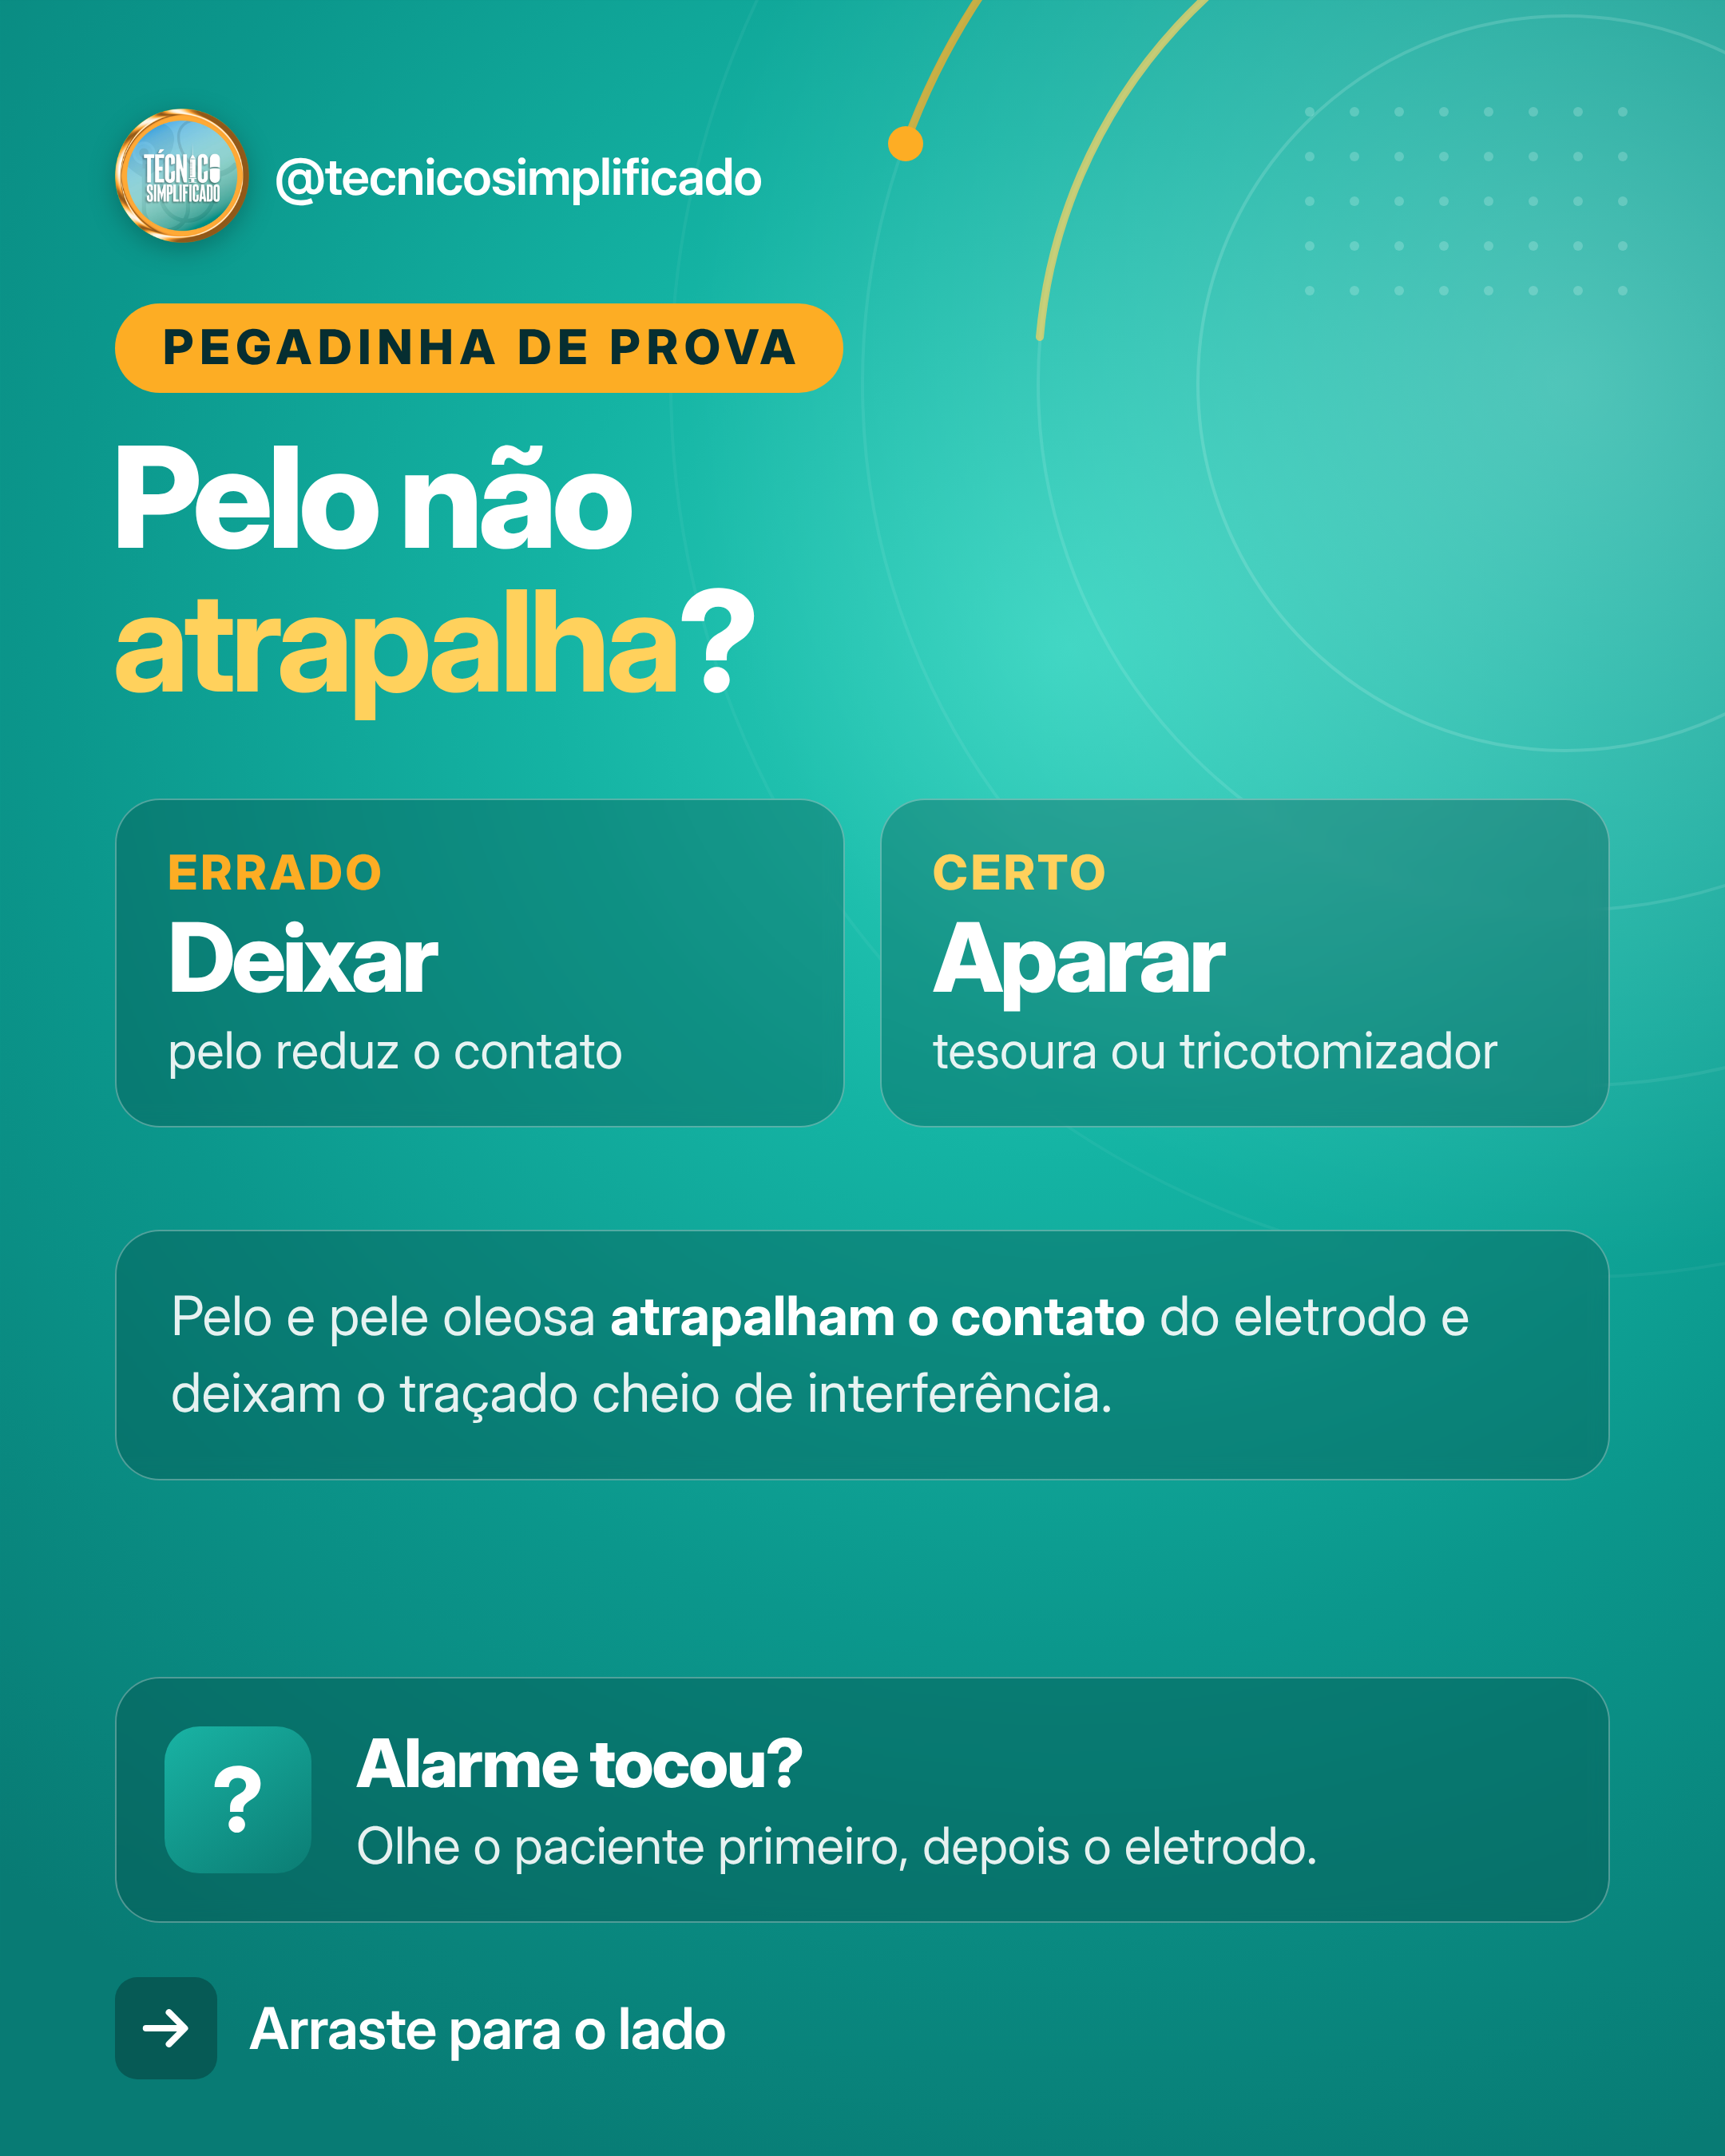 TÉCNICO
SIMPLIFICADO
@tecnicosimplificado
PEGADINHA DE PROVA
Pelo não
atrapalha?
ERRADO
Deixar
pelo reduz o contato
CERTO
Aparar
tesoura ou tricotomizador
Pelo e pele oleosa atrapalham o contato do eletrodo e
deixam o traçado cheio de interferência.
?
Alarme tocou?
Olhe o paciente primeiro, depois o eletrodo.
Arraste para o lado